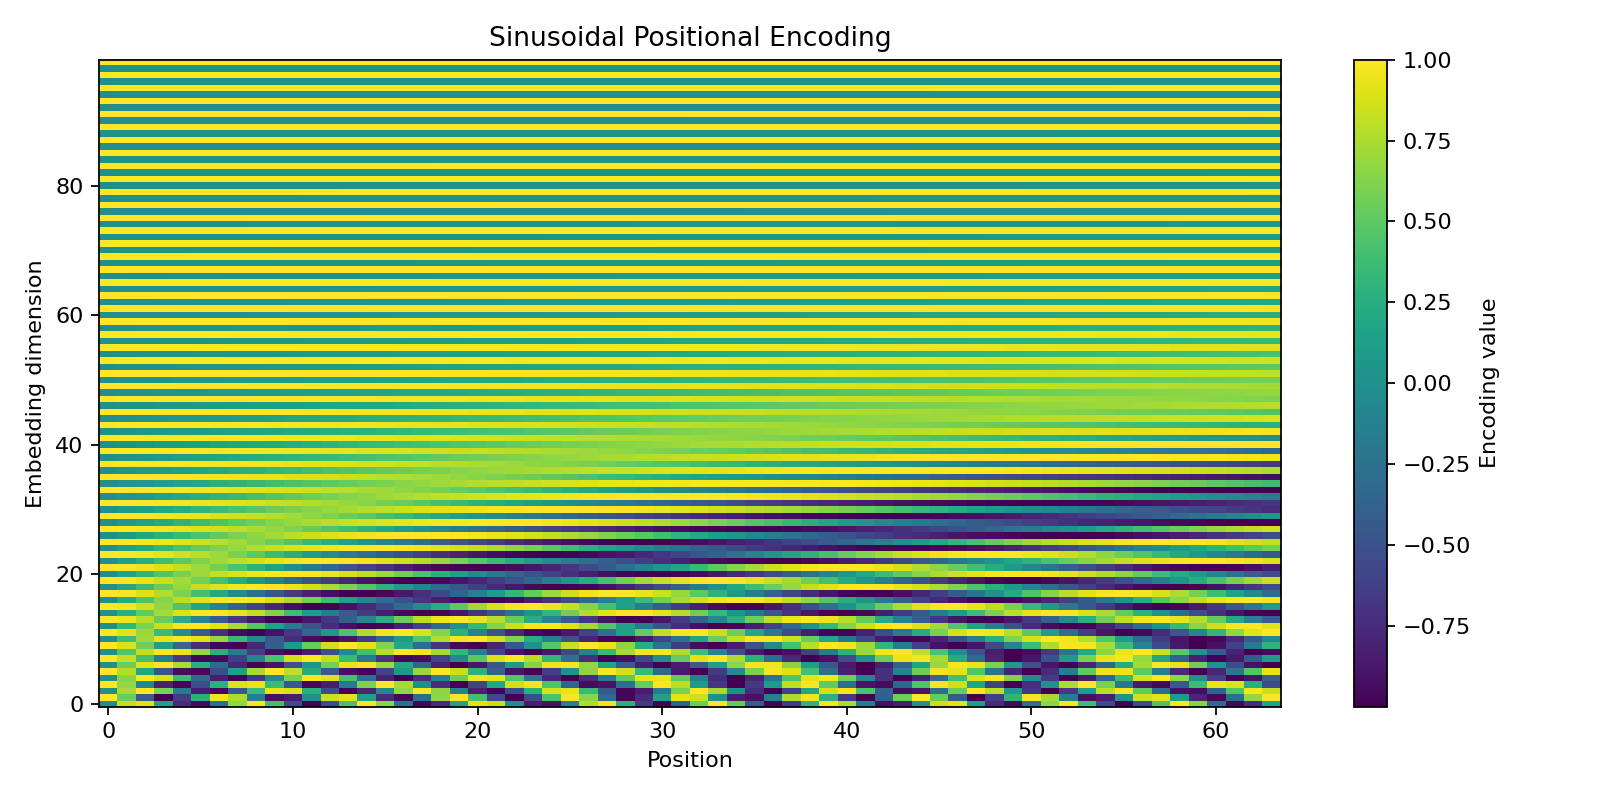 Sinusoidal Positional Encoding
Embedding dimension
80
60
40
20
0
0 10 20 30 40 50 60
Position
1.00
0.75
0.50
0.25
0.00
−0.25
−0.50
−0.75
Encoding value